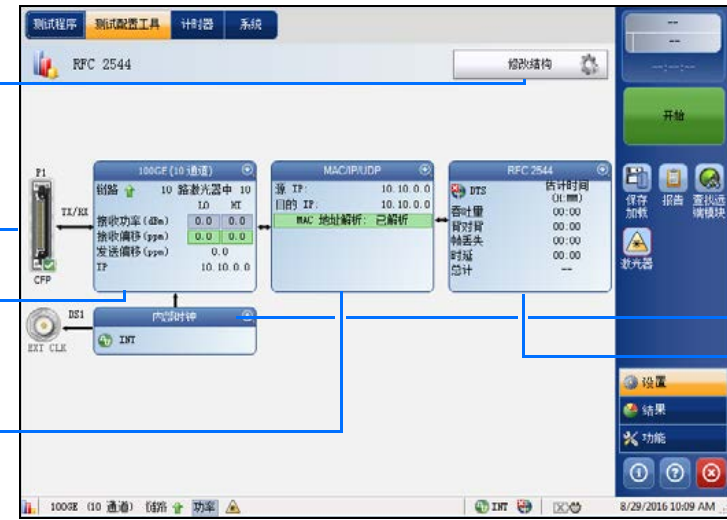 测试程序 测试配置工具 计时器 系统
RFC 2544
修改结构
--
--
--:--:--
开始
保存
加载
报告
查找远
端模块
激光器
P1
TX/RX
CFP
100GE (10 通道)
链路 10 路激光器中 10
LO MI
接收功率 (dBm) 0.0 0.0
接收偏移 (ppm) 0.0 0.0
发送偏移 (ppm) 0.0
IP 10.10.0.0
MAC/IP/UDP
源 IP: 10.10.0.0
目的 IP: 10.10.0.0
MAC 地址解析: 已解析
RFC 2544
DTS 估计时间
(H:MM)
吞吐量 00:00
背对背 00:00
帧丢失 00:00
时延 00:00
总计 --
DS1
EXT CLK
内部时钟
INT
设置
结果
功能
100GE (10 通道) 链路 功率
INT
8/29/2016 10:09 AM